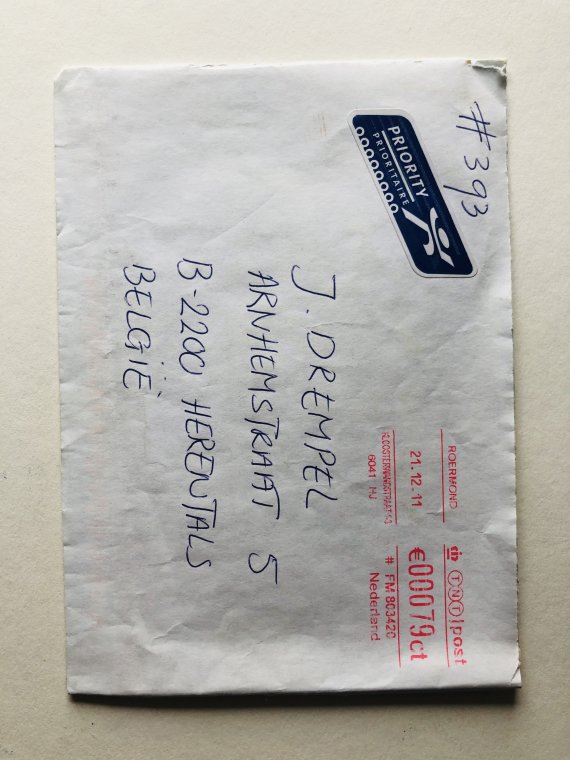 #393
PRIORITY
PRIORITAIRE
ROERMOND
21.12.11
6041 HJ
TNT post
€00079ct
# FM 803420
Nederland
J. DREMPEL
ARNHEMSTRAAT 5
B-2200 HERENTALS
BELGIË